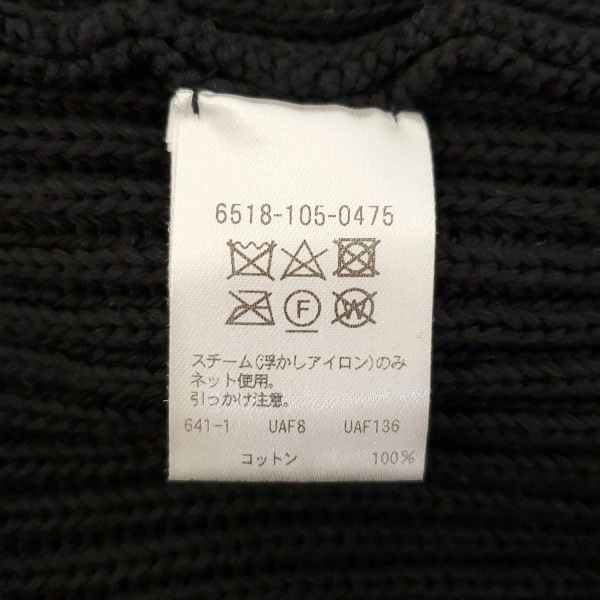 6518-105-0475
F W
スチーム(浮かしアイロン)のみ
ネット使用。
引っかけ注意。
641-1 UAF8 UAF136
コットン 100%